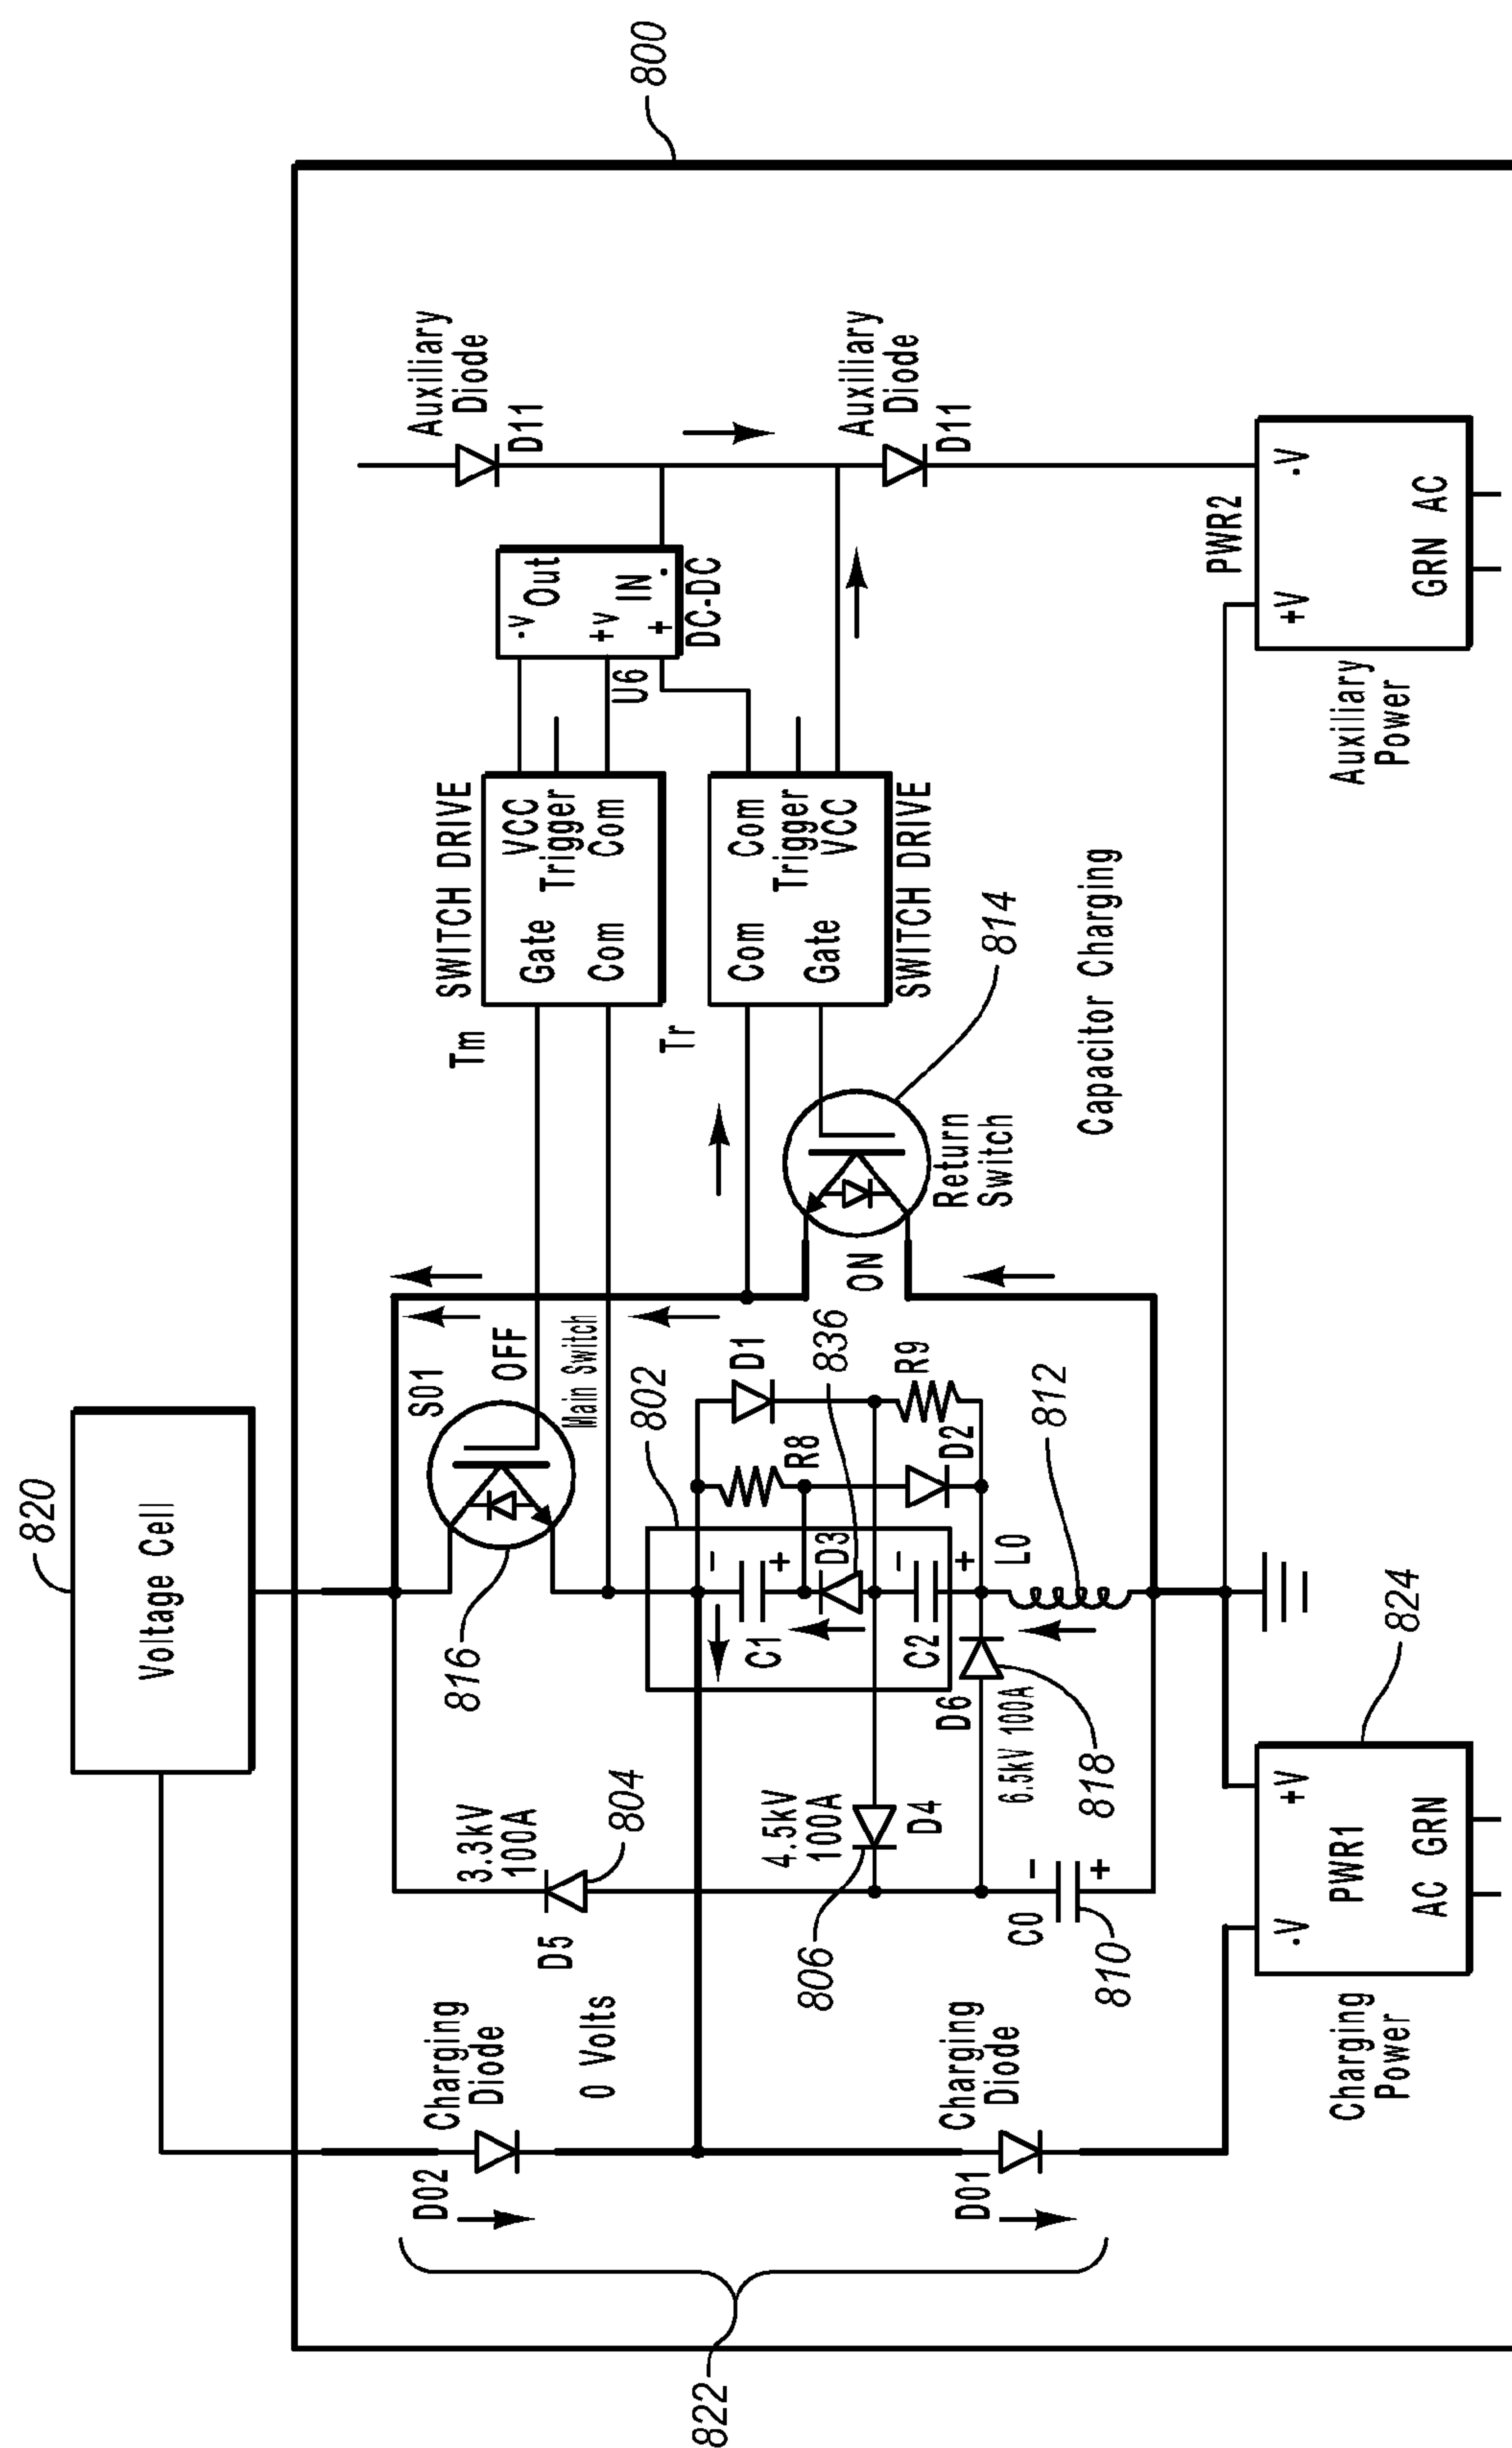 800
820
Voltage Cell
Auxiliary
Diode
D11
Auxiliary
Diode
D11
-V
Out
+V
IN
+
-
U6
DC-DC
SWITCH DRIVE
VCC
Gate
Trigger
Com
Com
Tm
SWITCH DRIVE
Com
Com
Trigger
Gate
VCC
Tr
814
Return
Switch
ON
Capacitor Charging
PWR2
+V
-V
GRN AC
Auxiliary
Power
S01
OFF
Main Switch
816
802
D1
836
R9
R8
D2
812
-
C1
+
D3
-
C2
+
L0
D6
6.5kV 100A
818
3.3kV
100A
804
D5
4.5kV
100A
D4
806
C0
-
+
810
824
+V
PWR1
-V
AC GRN
Charging
Power
Charging
Diode
D02
0 Volts
Charging
Diode
D01
822